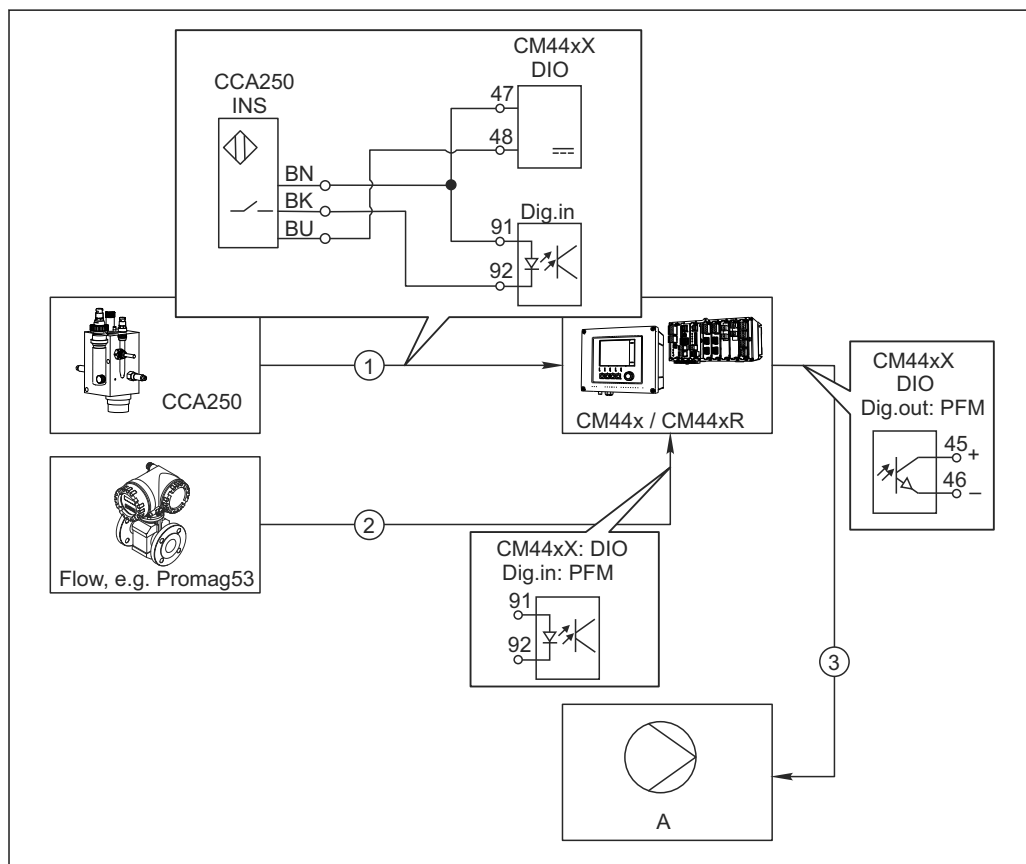 CM44xX
DIO
CCA250
INS
47
48
BN
BK
BU
Dig.in
91
92
1
CCA250
CM44x / CM44xR
CM44xX
DIO
Dig.out: PFM
45 +
46 –
2
Flow, e.g. Promag53
CM44xX: DIO
Dig.in: PFM
91
92
3
A